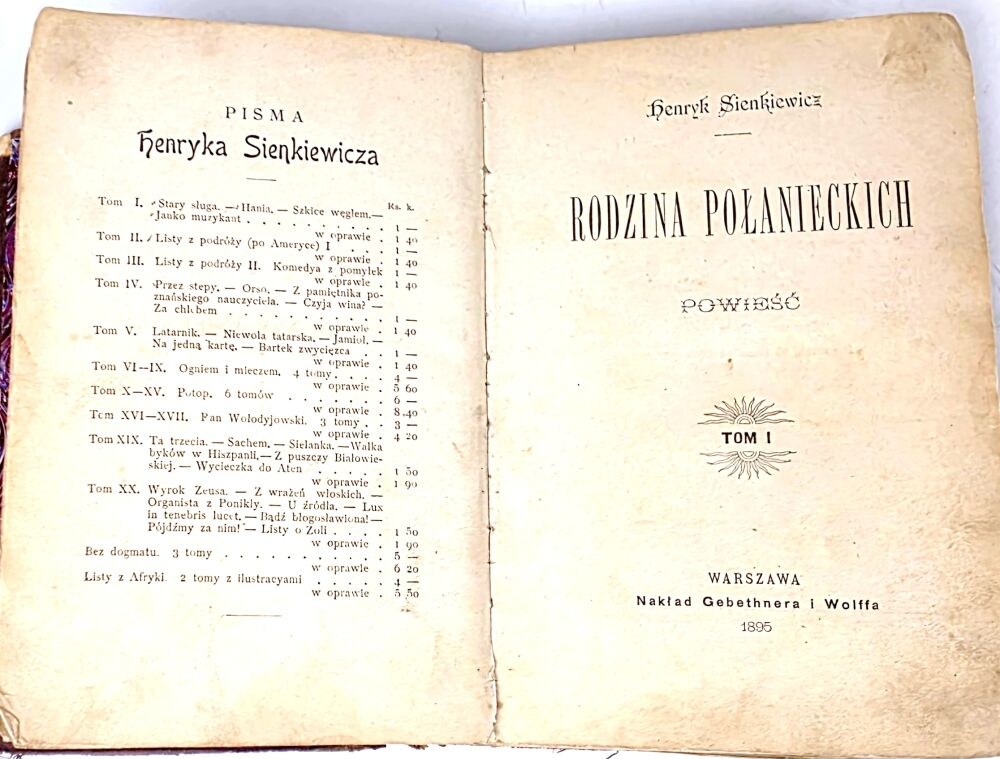 PISMA
Henryka Sienkiewicza
Rs. k.
Tom I. Stary sługa. — Hania. — Szkice węglem. —
Janko muzykant . . . . . . . . 1 —
w oprawie . 1 40
Tom II. Listy z podróży (po Ameryce) I . . . 1 —
w oprawie . 1 40
Tom III. Listy z podróży II. Komedya z pomyłek 1 —
w oprawie . 1 40
Tom IV. Przez stepy. — Orso. — Z pamiętnika po-
znańskiego nauczyciela. — Czyja wina? —
Za chlebem . . . . . . . . . . 1 —
w oprawie . 1 40
Tom V. Latarnik. — Niewola tatarska. — Jamioł. —
Na jedną kartę. — Bartek zwycięzca . . 1 —
w oprawie . 1 40
Tom VI—IX. Ogniem i mieczem. 4 tomy . . . . 4 —
w oprawie . 5 60
Tom X—XV. Potop. 6 tomów . . . . . . . 6 —
w oprawie . 8.40
Tom XVI—XVII. Pan Wołodyjowski. 3 tomy . . 3 —
w oprawie . 4 20
Tom XIX. Ta trzecia. — Sachem. — Sielanka. — Walka
byków w Hiszpanii. — Z puszczy Białowie-
skiej. — Wycieczka do Aten . . . . . 1 50
w oprawie . 1 90
Tom XX. Wyrok Zeusa. — Z wrażeń włoskich. —
Organista z Ponikły. — U źródła. — Lux
in tenebris lucet. — Bądź błogosławiona! —
Pójdźmy za nim! — Listy o Zoli . . . . 1 50
w oprawie . 1 90
Bez dogmatu. 3 tomy . . . . . . . . . . 5 —
w oprawie . 6 20
Listy z Afryki. 2 tomy z ilustracyami . . . . . 4 —
w oprawie . 5 50
Henryk Sienkiewicz
RODZINA POŁANIECKICH
POWIEŚĆ
TOM I
WARSZAWA
Nakład Gebethnera i Wolffa
1895